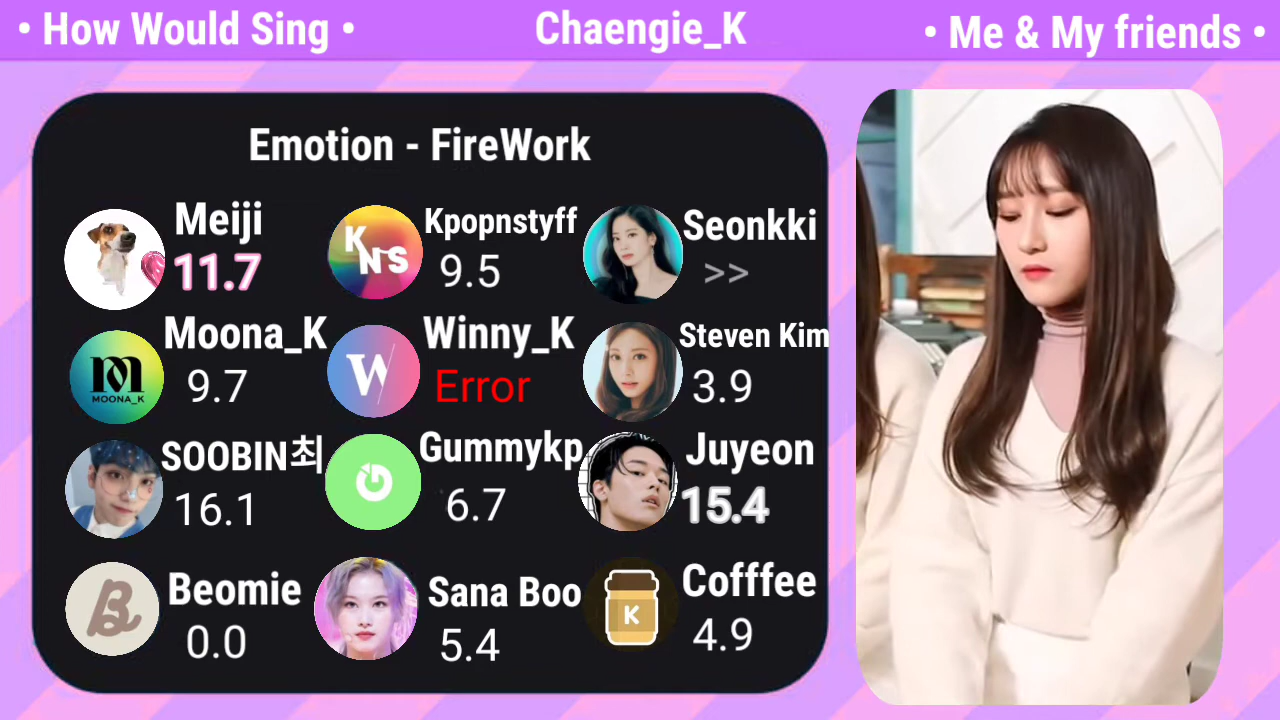 • How Would Sing •
Chaengie_K
• Me & My friends •
Emotion - FireWork
Meiji
11.7
KNS
Kpopnstyff
9.5
Seonkki
>>
M
MOONA_K
Moona_K
9.7
W
Winny_K
Error
Steven Kim
3.9
SOOBIN최
16.1
G
Gummykp
6.7
Juyeon
15.4
B
Beomie
0.0
Sana Boo
5.4
K
Cofffee
4.9